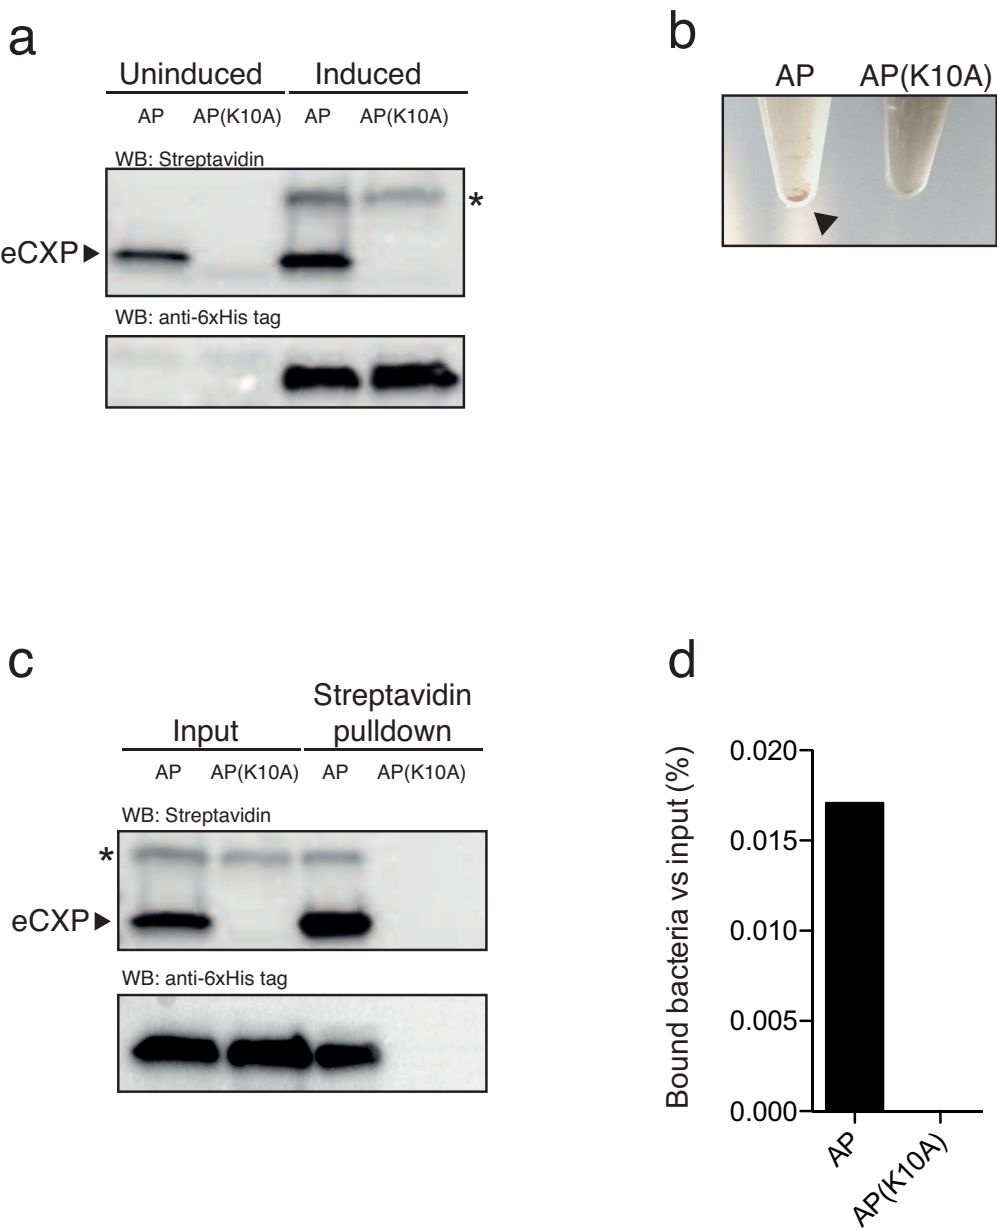 a
Uninduced Induced
AP AP(K10A) AP AP(K10A)
WB: Streptavidin
*
eCXP
WB: anti-6xHis tag
b
AP AP(K10A)
c
Input Streptavidin pulldown
AP AP(K10A) AP AP(K10A)
WB: Streptavidin
*
eCXP
WB: anti-6xHis tag
d
Bound bacteria vs input (%)
0.020
0.015
0.010
0.005
0.000
AP
AP(K10A)